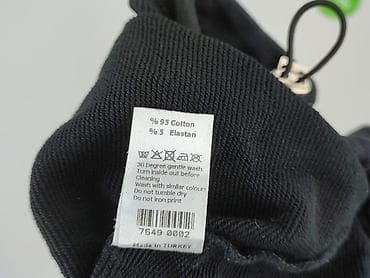 % 95 Cotton
% 5 Elastan
30 Degree gentle wash
Turn inside out before
Cleaning
Wash with similar colours
Do not tumble dry
Do not iron print
7649 0002
Made in TURKEY